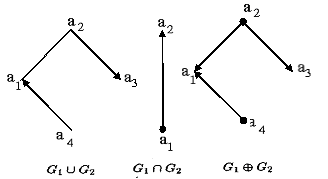 a₂
a₁
a₃
a₄
G₁ ∪ G₂
a₂
a₁
G₁ ∩ G₂
a₂
a₁
a₃
a₄
G₁ ⊕ G₂